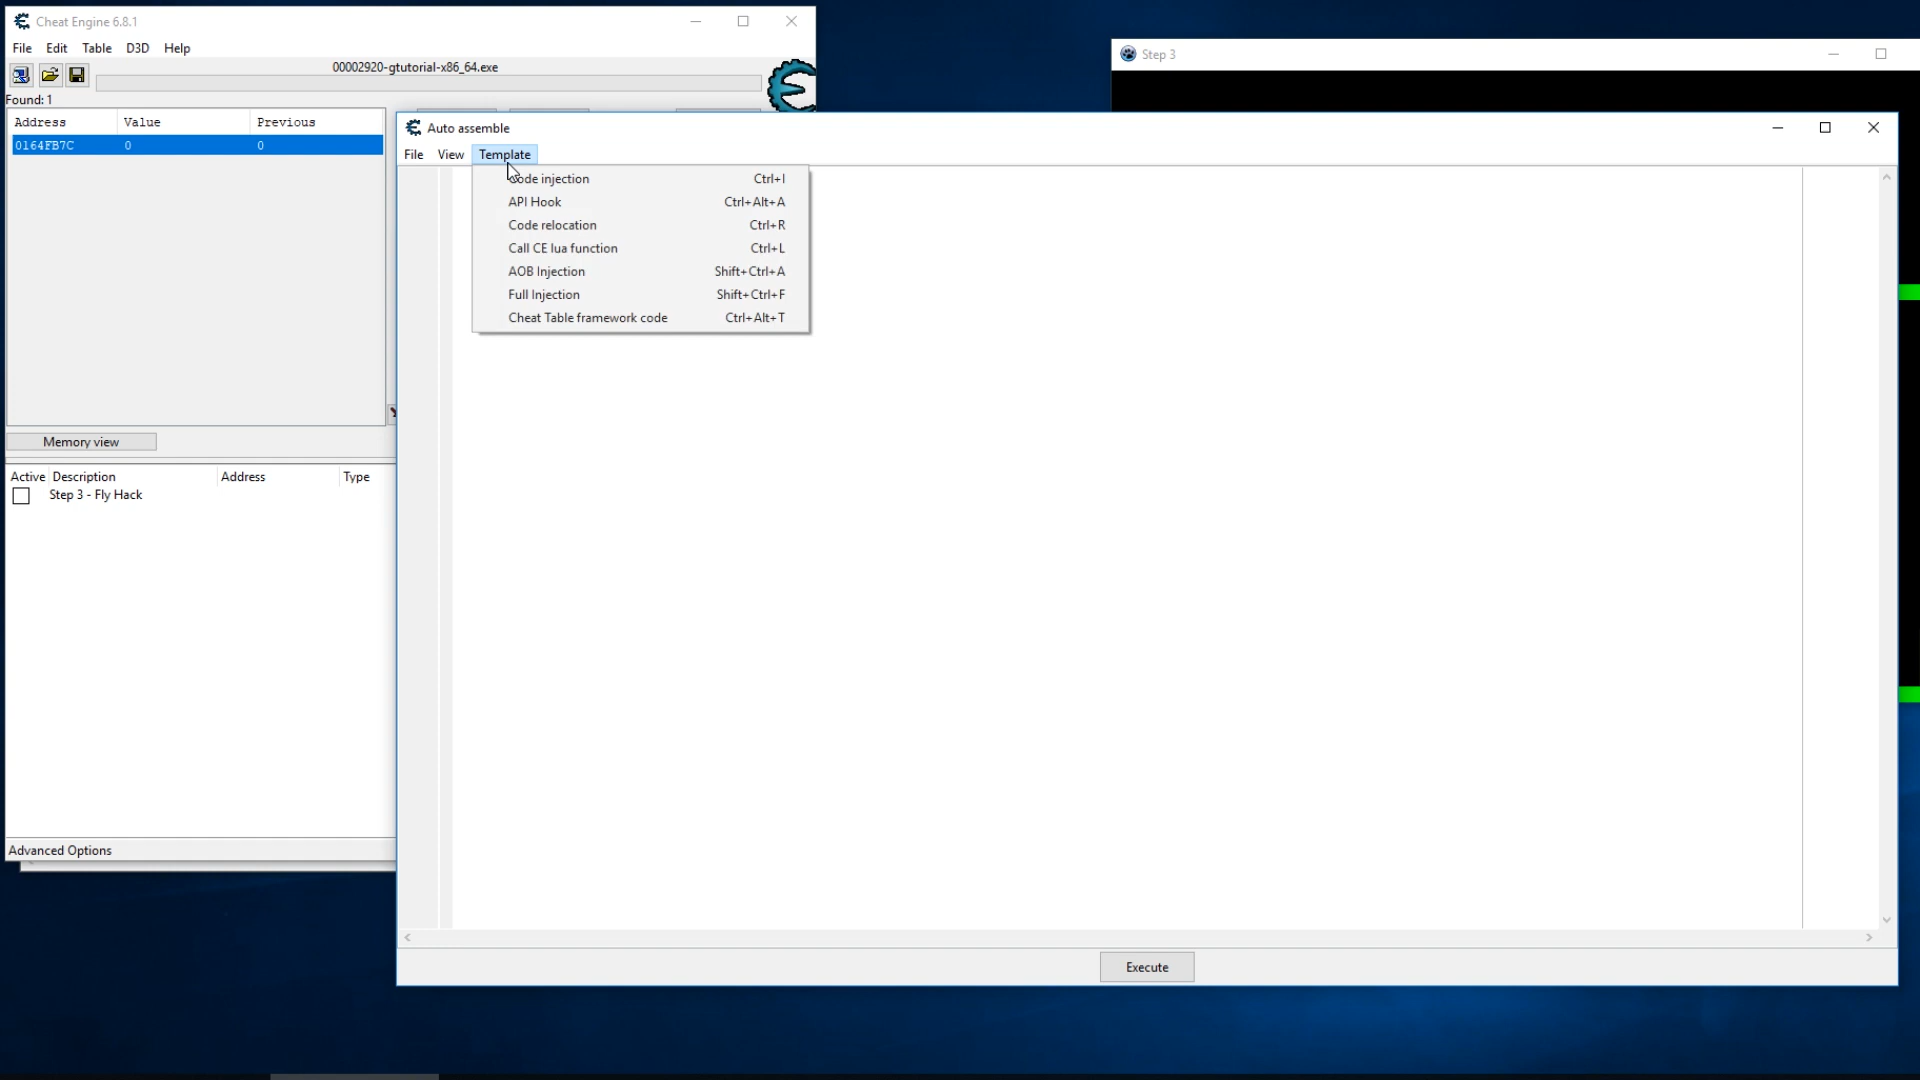 Cheat Engine 6.8.1
File Edit Table D3D Help
00002920-gtutorial-x86_64.exe
Found: 1
Address Value Previous
0164FB7C 0 0
Memory view
Active Description Address Type
Step 3 - Fly Hack
Advanced Options
Step 3
Auto assemble
File View Template
Code injection Ctrl+I
API Hook Ctrl+Alt+A
Code relocation Ctrl+R
Call CE lua function Ctrl+L
AOB Injection Shift+Ctrl+A
Full Injection Shift+Ctrl+F
Cheat Table framework code Ctrl+Alt+T
Execute